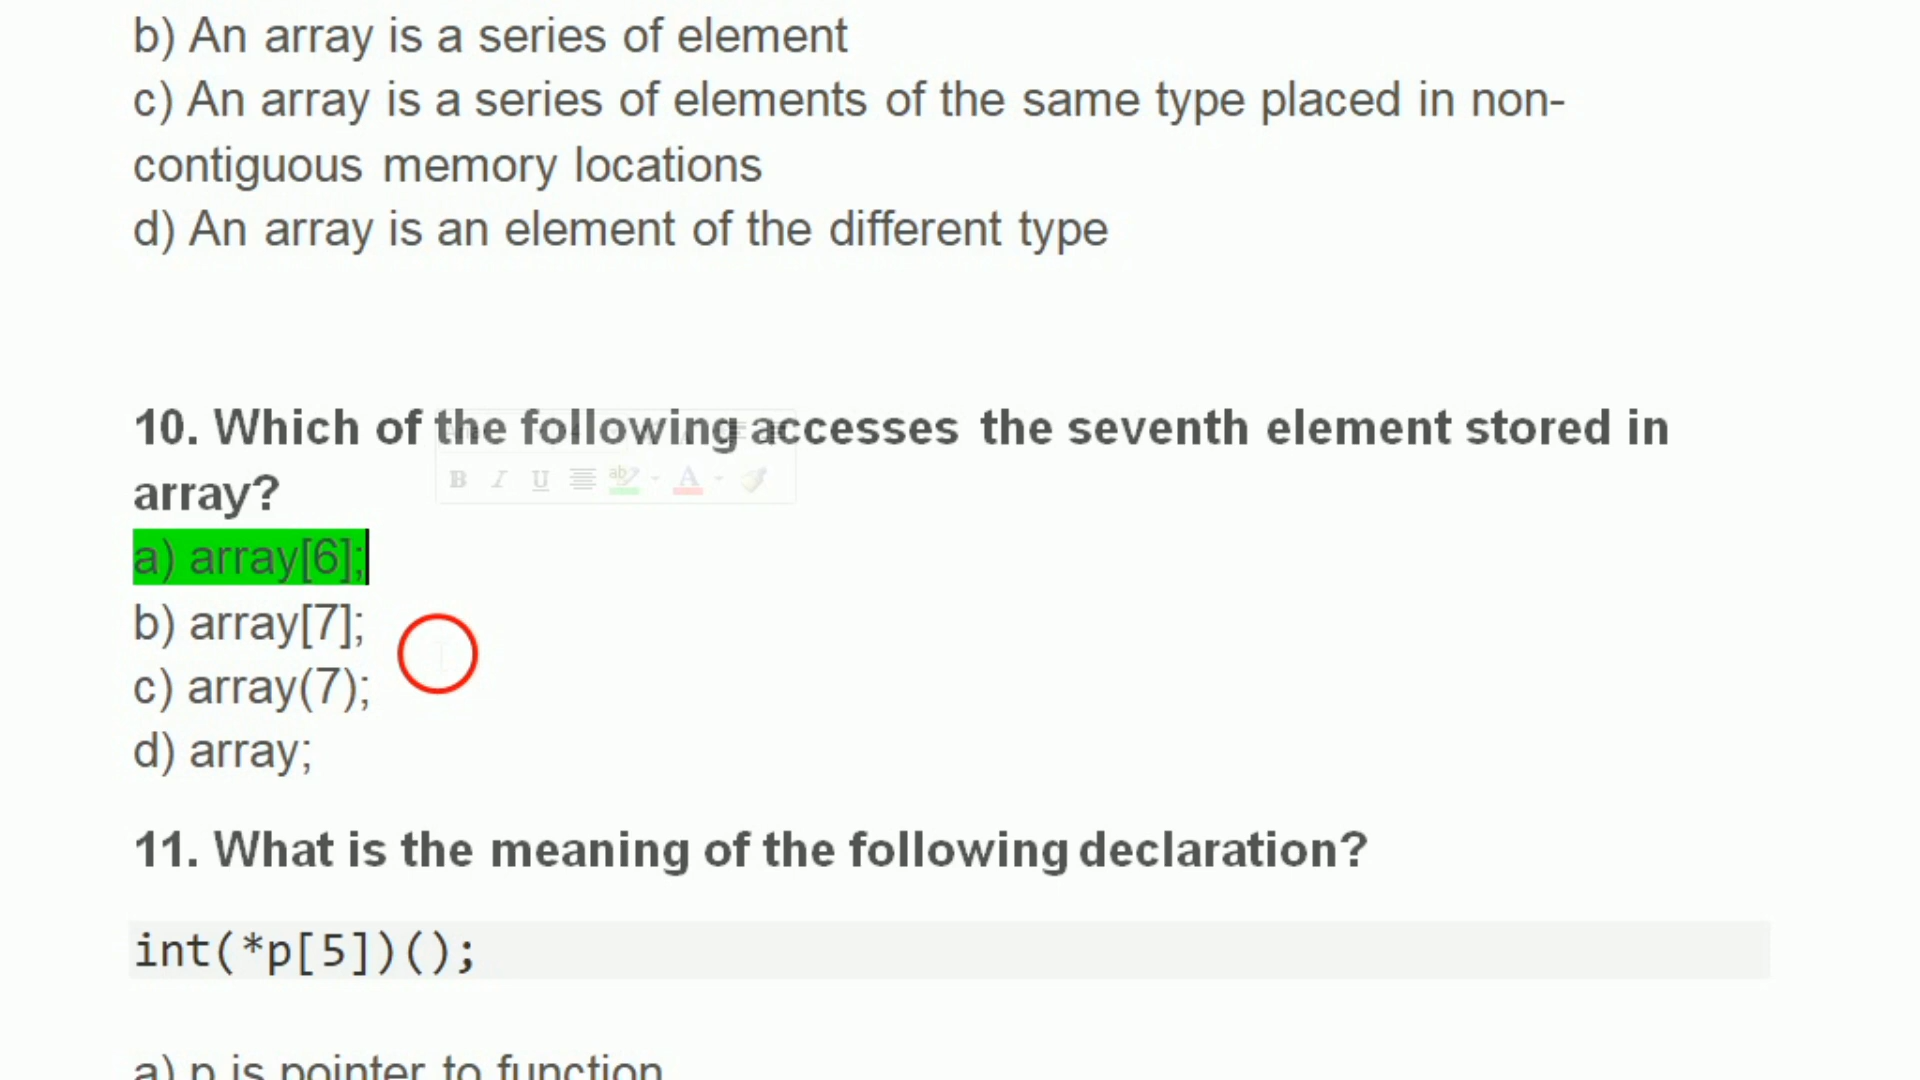 b) An array is a series of element
c) An array is a series of elements of the same type placed in non-
contiguous memory locations
d) An array is an element of the different type
10. Which of the following accesses the seventh element stored in
array?
B I U ab A
a) array[6];
b) array[7];
c) array(7);
d) array;
11. What is the meaning of the following declaration?
int(*p[5])();
a) p is pointer to function